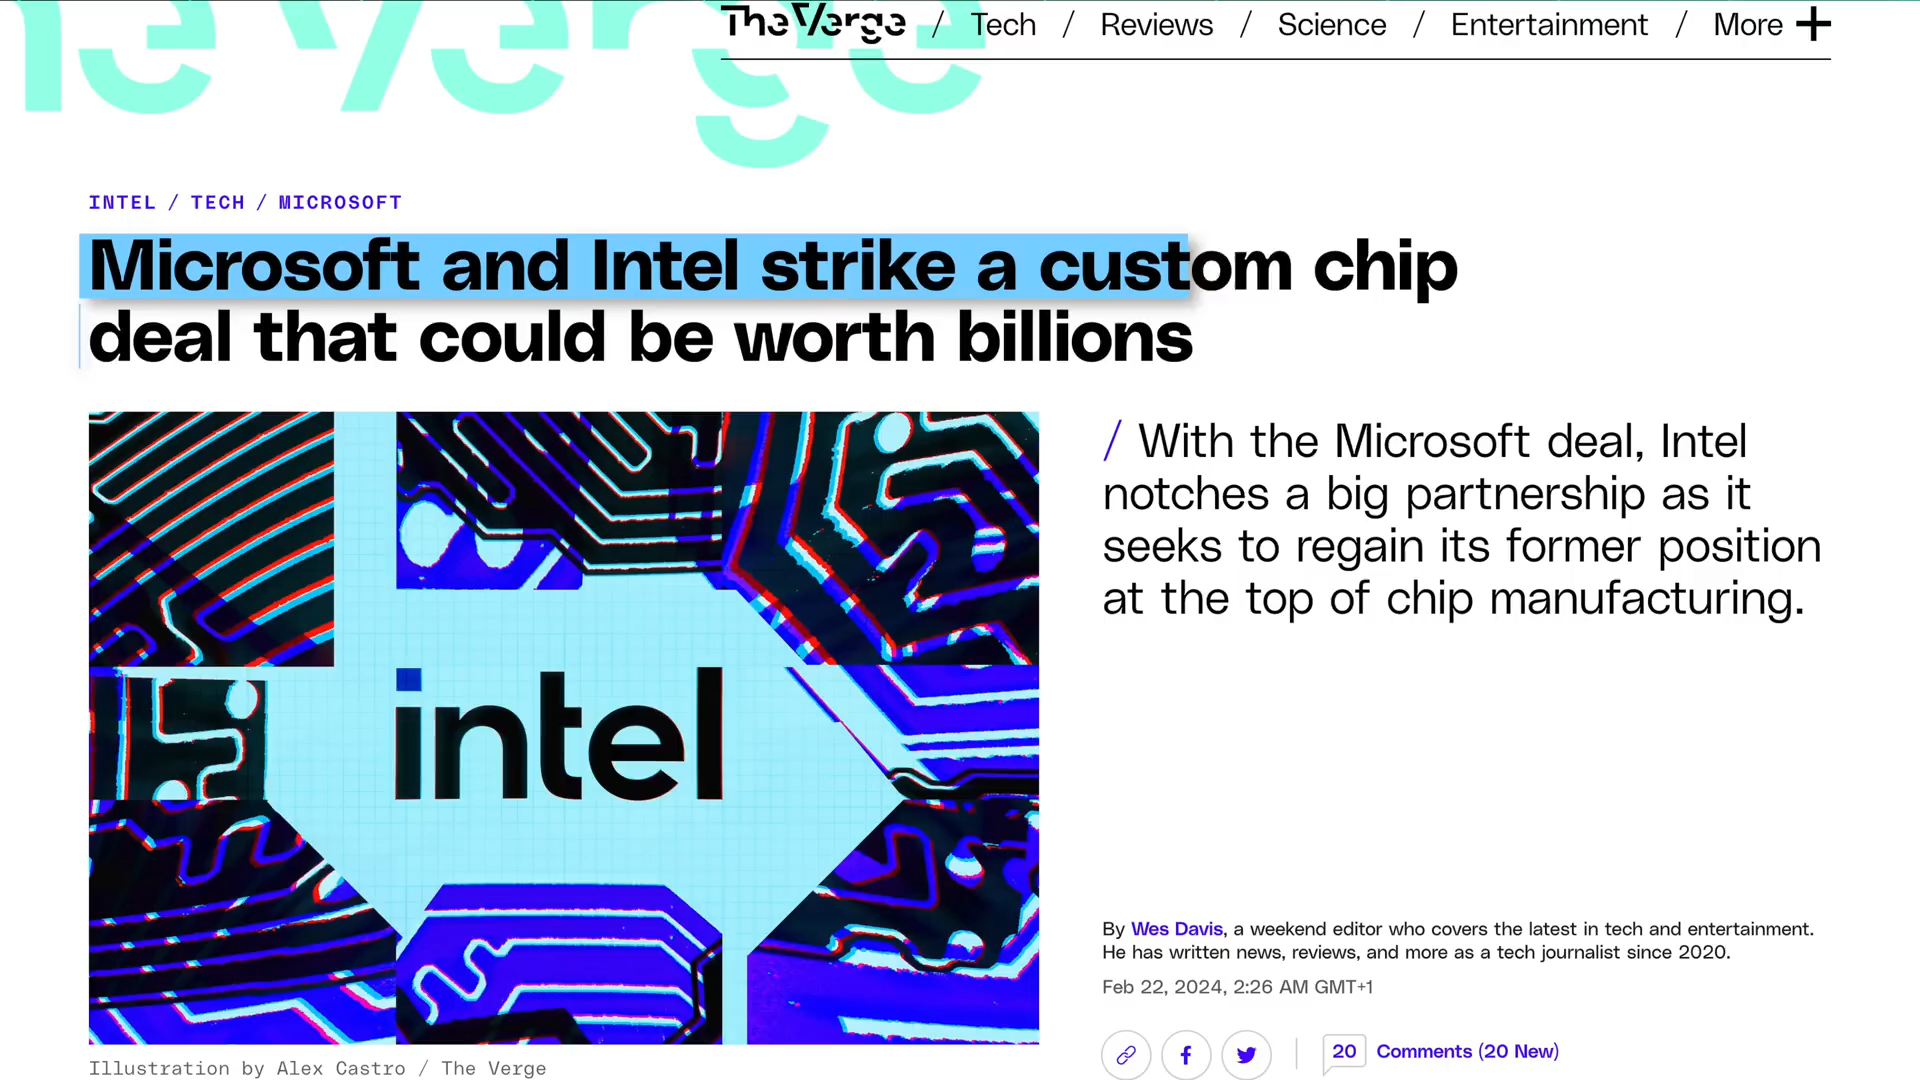 The Verge / Tech / Reviews / Science / Entertainment / More +
he Verge
INTEL / TECH / MICROSOFT
Microsoft and Intel strike a custom chip
deal that could be worth billions
/ With the Microsoft deal, Intel
notches a big partnership as it
seeks to regain its former position
at the top of chip manufacturing.
intel
By Wes Davis, a weekend editor who covers the latest in tech and entertainment.
He has written news, reviews, and more as a tech journalist since 2020.
Feb 22, 2024, 2:26 AM GMT+1
20 Comments (20 New)
Illustration by Alex Castro / The Verge